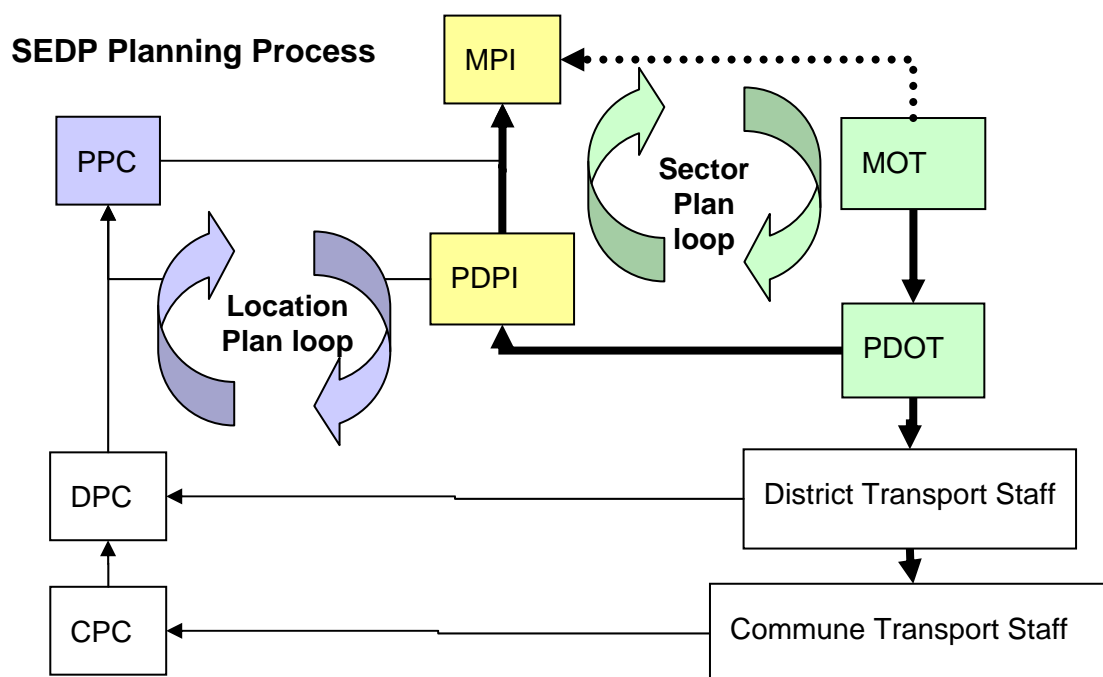 SEDP Planning Process
MPI
PPC
MOT
Sector
Plan
loop
PDPI
Location
Plan loop
PDOT
DPC
District Transport Staff
CPC
Commune Transport Staff